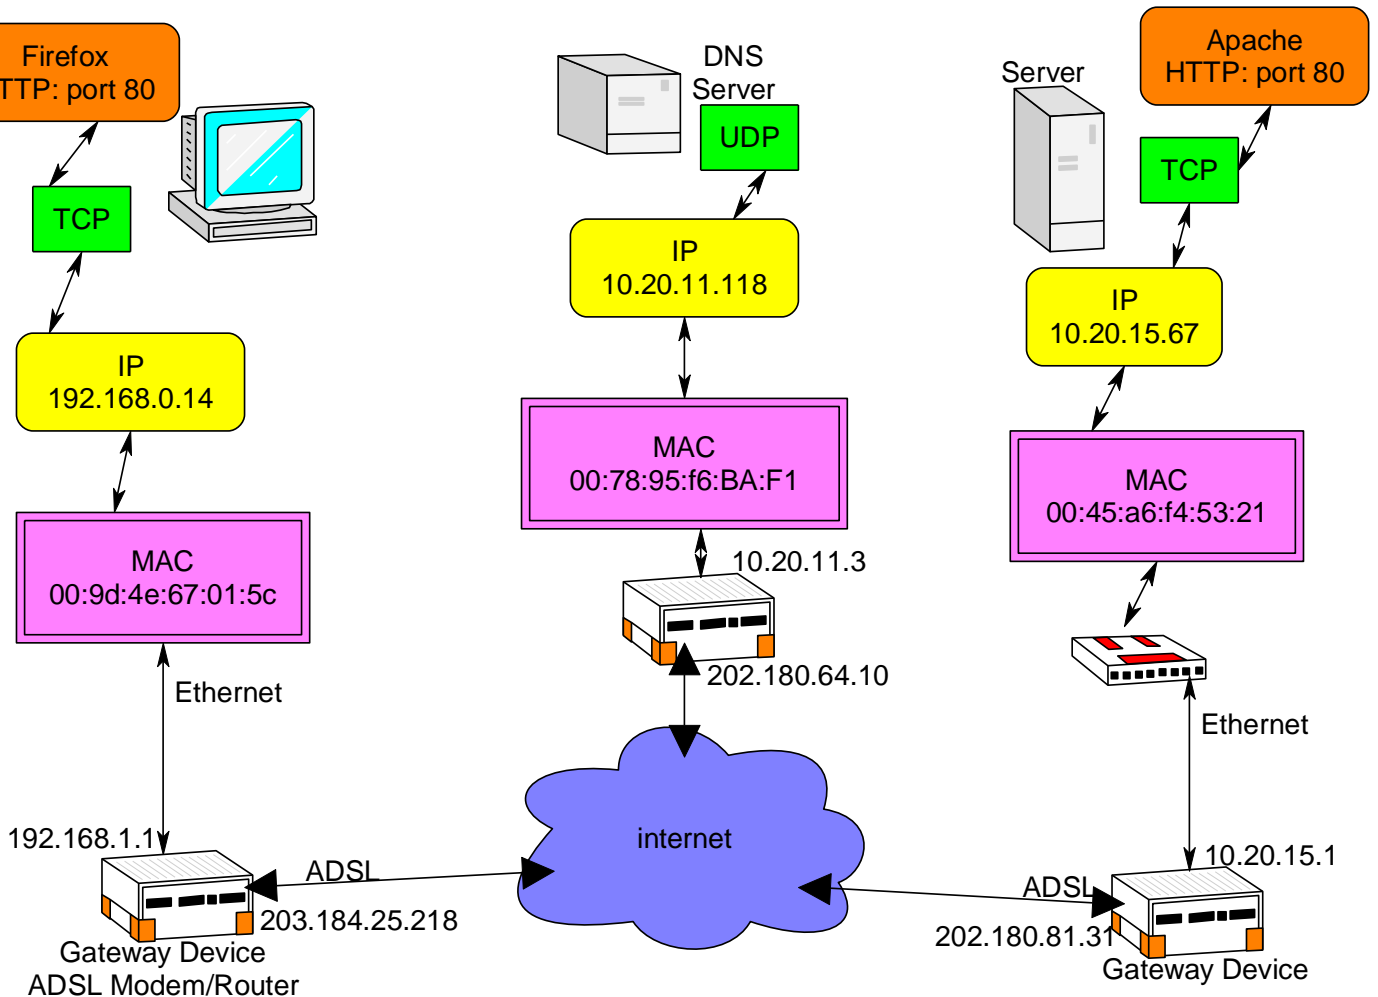 Firefox
TTP: port 80
TCP
IP
192.168.0.14
MAC
00:9d:4e:67:01:5c
Ethernet
192.168.1.1
ADSL
203.184.25.218
Gateway Device
ADSL Modem/Router
DNS
Server
UDP
IP
10.20.11.118
MAC
00:78:95:f6:BA:F1
10.20.11.3
202.180.64.10
internet
Server
Apache
HTTP: port 80
TCP
IP
10.20.15.67
MAC
00:45:a6:f4:53:21
Ethernet
10.20.15.1
ADSL
202.180.81.31
Gateway Device